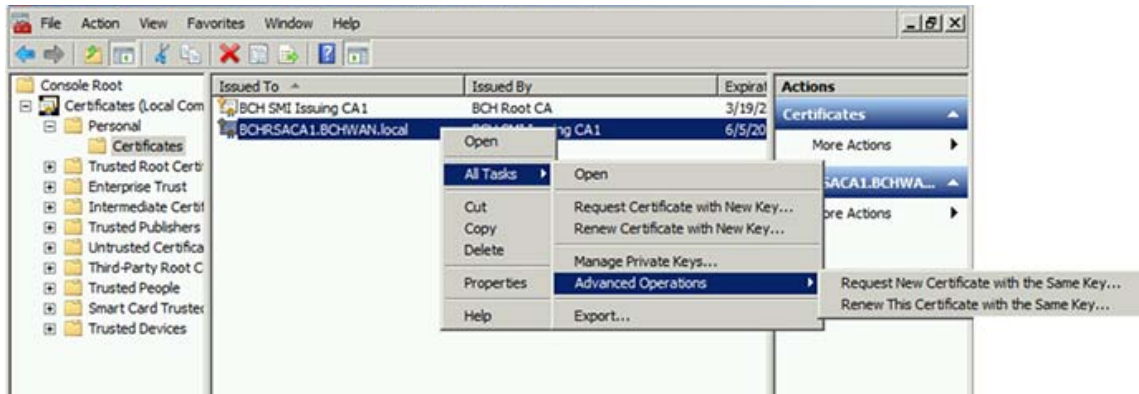 File Action View Favorites Window Help
Console Root
Certificates (Local Com
Personal
Certificates
Trusted Root Certi
Enterprise Trust
Intermediate Certif
Trusted Publishers
Untrusted Certifica
Third-Party Root C
Trusted People
Smart Card Trusted
Trusted Devices
Issued To Issued By Expirat
BCH SMI Issuing CA1 BCH Root CA 3/19/2
BCHRSACA1.BCHWAN.local ng CA1 6/5/20
Open
All Tasks
Cut
Copy
Delete
Properties
Help
Open
Request Certificate with New Key...
Renew Certificate with New Key...
Manage Private Keys...
Advanced Operations
Export...
Request New Certificate with the Same Key...
Renew This Certificate with the Same Key...
Actions
Certificates
More Actions
SACA1.BCHWA...
ore Actions